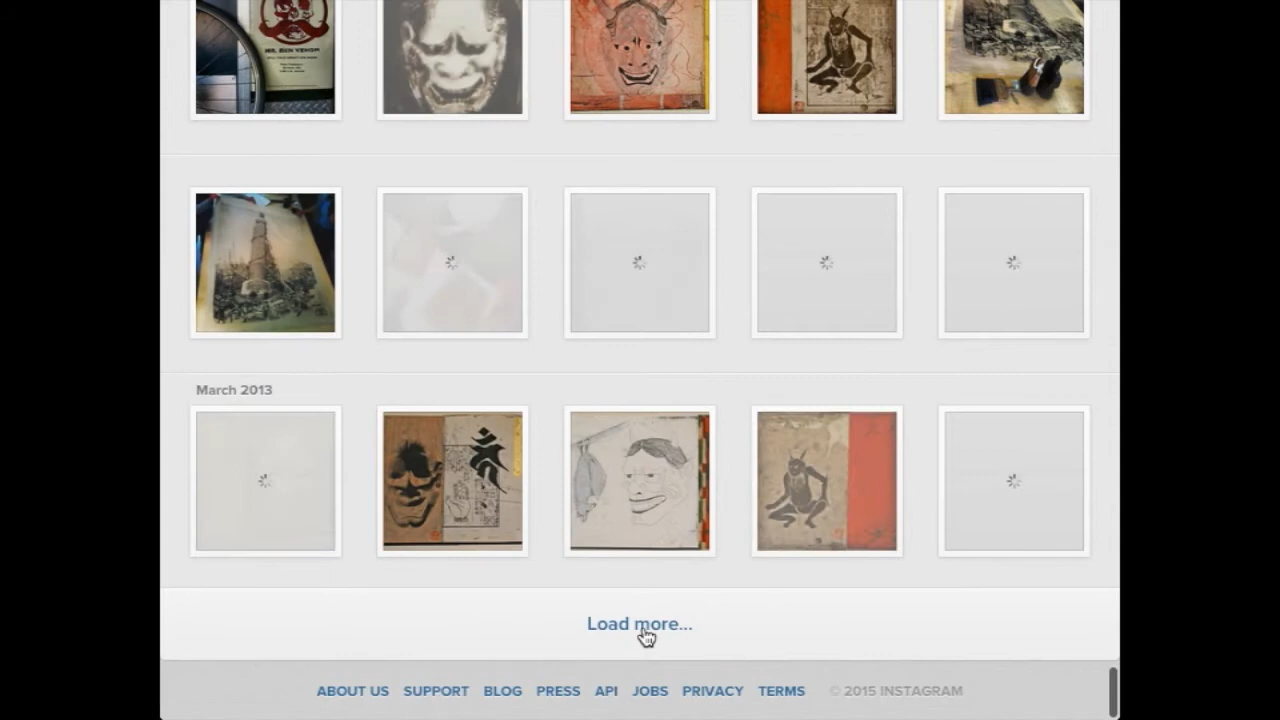 MR. BEN VENOM
March 2013
Load more...
ABOUT US SUPPORT BLOG PRESS API JOBS PRIVACY TERMS © 2015 INSTAGRAM